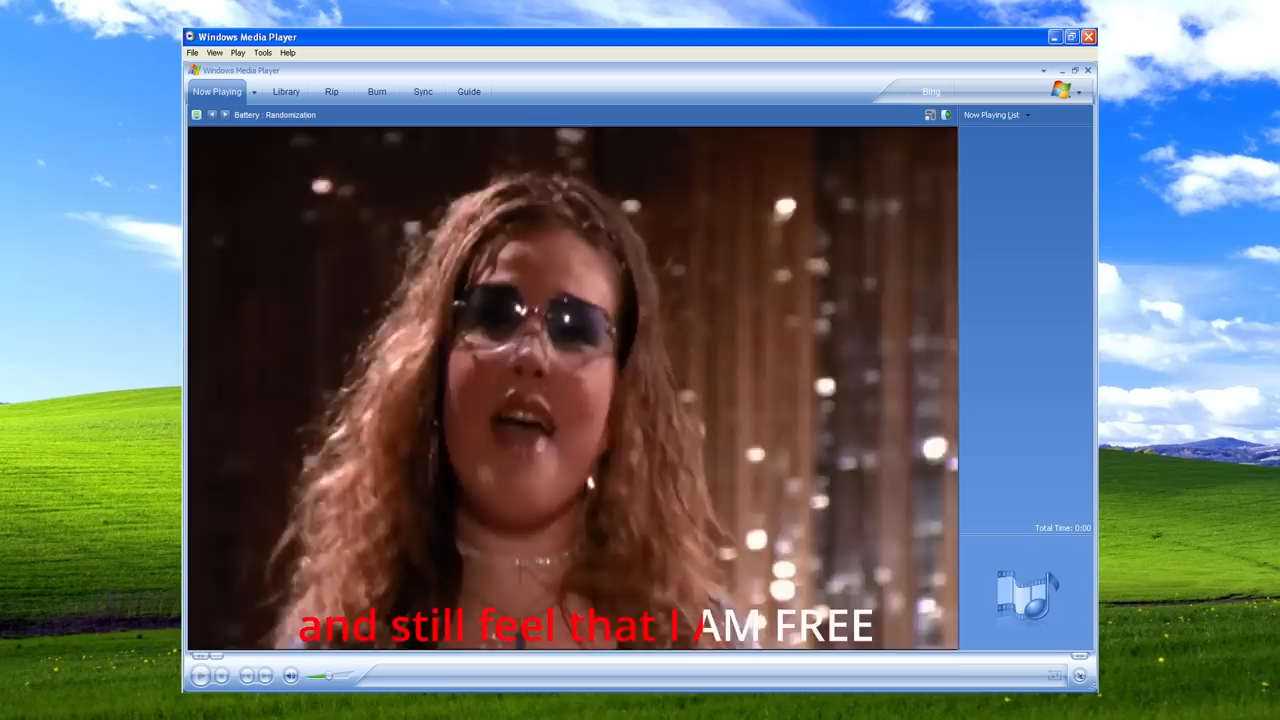 Windows Media Player
File View Play Tools Help
Windows Media Player
Now Playing Library Rip Burn Sync Guide Bing
Battery : Randomization Now Playing List
Total Time: 0:00
and still feel that I AM FREE